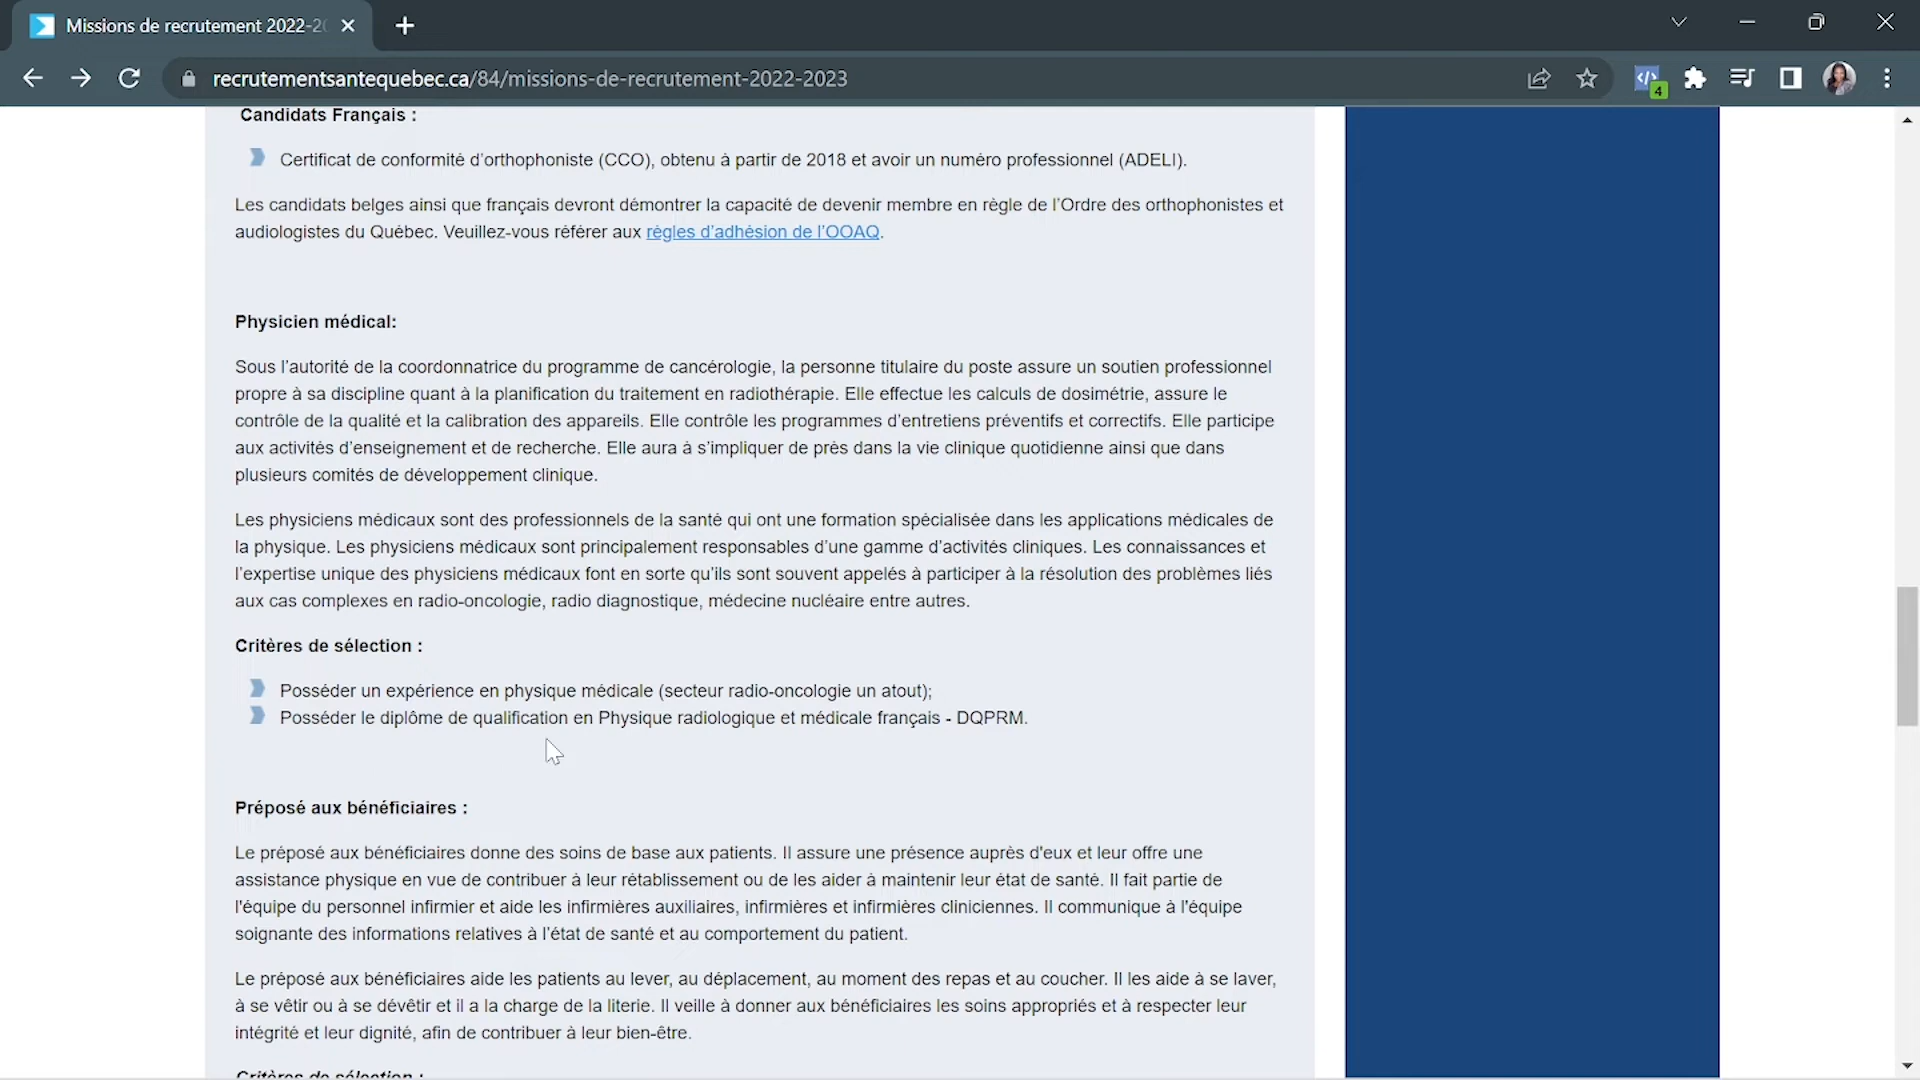 Missions de recrutement 2022-20
recrutementsantequebec.ca/84/missions-de-recrutement-2022-2023
4
Candidats Français :
Certificat de conformité d'orthophoniste (CCO), obtenu à partir de 2018 et avoir un numéro professionnel (ADELI).
Les candidats belges ainsi que français devront démontrer la capacité de devenir membre en règle de l'Ordre des orthophonistes et
audiologistes du Québec. Veuillez-vous référer aux règles d'adhésion de l'OOAQ.
Physicien médical:
Sous l'autorité de la coordonnatrice du programme de cancérologie, la personne titulaire du poste assure un soutien professionnel
propre à sa discipline quant à la planification du traitement en radiothérapie. Elle effectue les calculs de dosimétrie, assure le
contrôle de la qualité et la calibration des appareils. Elle contrôle les programmes d'entretiens préventifs et correctifs. Elle participe
aux activités d'enseignement et de recherche. Elle aura à s'impliquer de près dans la vie clinique quotidienne ainsi que dans
plusieurs comités de développement clinique.
Les physiciens médicaux sont des professionnels de la santé qui ont une formation spécialisée dans les applications médicales de
la physique. Les physiciens médicaux sont principalement responsables d'une gamme d'activités cliniques. Les connaissances et
l'expertise unique des physiciens médicaux font en sorte qu'ils sont souvent appelés à participer à la résolution des problèmes liés
aux cas complexes en radio-oncologie, radio diagnostique, médecine nucléaire entre autres.
Critères de sélection :
Posséder un expérience en physique médicale (secteur radio-oncologie un atout);
Posséder le diplôme de qualification en Physique radiologique et médicale français - DQPRM.
Préposé aux bénéficiaires :
Le préposé aux bénéficiaires donne des soins de base aux patients. Il assure une présence auprès d'eux et leur offre une
assistance physique en vue de contribuer à leur rétablissement ou de les aider à maintenir leur état de santé. Il fait partie de
l'équipe du personnel infirmier et aide les infirmières auxiliaires, infirmières et infirmières cliniciennes. Il communique à l'équipe
soignante des informations relatives à l'état de santé et au comportement du patient.
Le préposé aux bénéficiaires aide les patients au lever, au déplacement, au moment des repas et au coucher. Il les aide à se laver,
à se vêtir ou à se dévêtir et il a la charge de la literie. Il veille à donner aux bénéficiaires les soins appropriés et à respecter leur
intégrité et leur dignité, afin de contribuer à leur bien-être.
Critères de sélection :